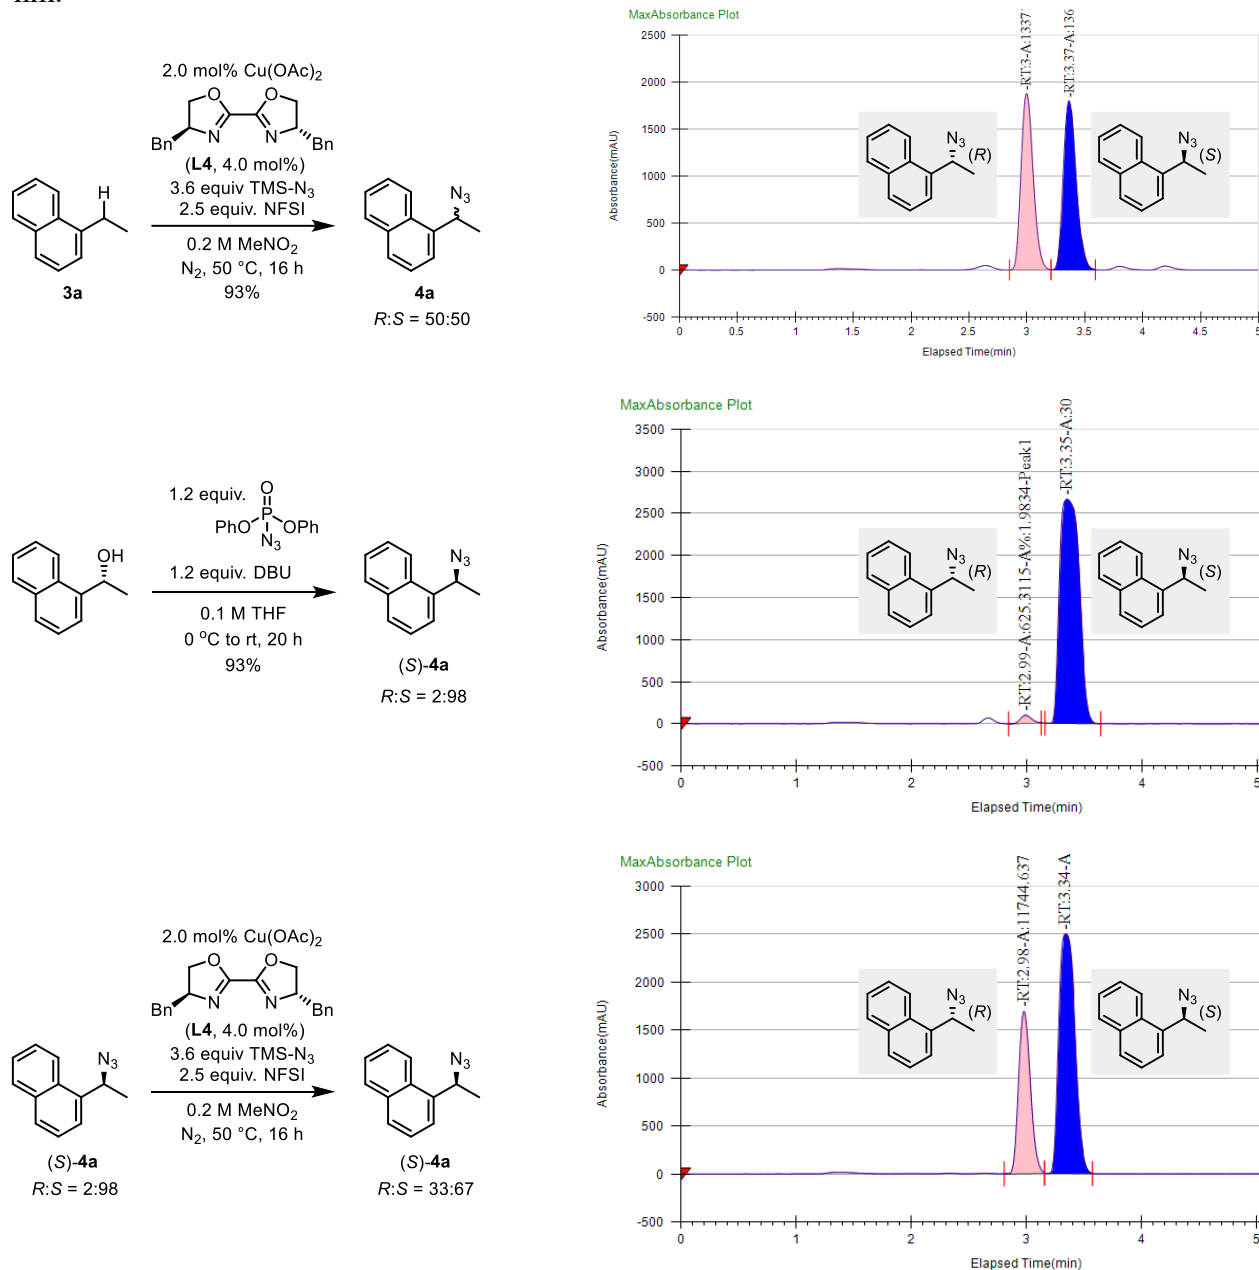 MaxAbsorbance Plot
2.0 mol% Cu(OAc)2
O O
N N
Bn Bn
(L4, 4.0 mol%)
3.6 equiv TMS-N3
2.5 equiv. NFSI
0.2 M MeNO2
N2, 50 °C, 16 h
93%
H
3a
N3
4a
R:S = 50:50
-RT:3-A:1337
-RT:3.37-A:136
N3
(R)
N3
(S)
Absorbance(mAU)
2500
2000
1500
1000
500
0
-500
0 0.5 1 1.5 2 2.5 3 3.5 4 4.5 5
Elapsed Time(min)
MaxAbsorbance Plot
1.2 equiv.
O
PhO P OPh
N3
1.2 equiv. DBU
0.1 M THF
0 °C to rt, 20 h
93%
OH
N3
(S)-4a
R:S = 2:98
-RT:2.99-A:625.3115-A%:1.9834-Peak1
-RT:3.35-A:30
N3
(R)
N3
(S)
Absorbance(mAU)
3500
3000
2500
2000
1500
1000
500
0
-500
0 1 2 3 4 5
Elapsed Time(min)
MaxAbsorbance Plot
2.0 mol% Cu(OAc)2
O O
N N
Bn Bn
(L4, 4.0 mol%)
3.6 equiv TMS-N3
2.5 equiv. NFSI
0.2 M MeNO2
N2, 50 °C, 16 h
N3
(S)-4a
R:S = 2:98
N3
(S)-4a
R:S = 33:67
-RT:2.98-A:11744.637
-RT:3.34-A
N3
(R)
N3
(S)
Absorbance(mAU)
3000
2500
2000
1500
1000
500
0
-500
0 1 2 3 4 5
Elapsed Time(min)